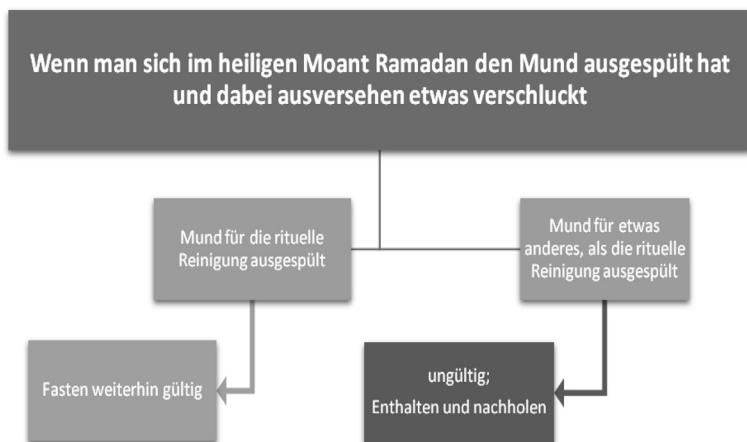 Wenn man sich im heiligen Moant Ramadan den Mund ausgespült hat
und dabei ausversehen etwas verschluckt
Mund für die rituelle
Reinigung ausgespült
Mund für etwas
anderes, als die rituelle
Reinigung ausgespült
Fasten weiterhin gültig
ungültig;
Enthalten und nachholen